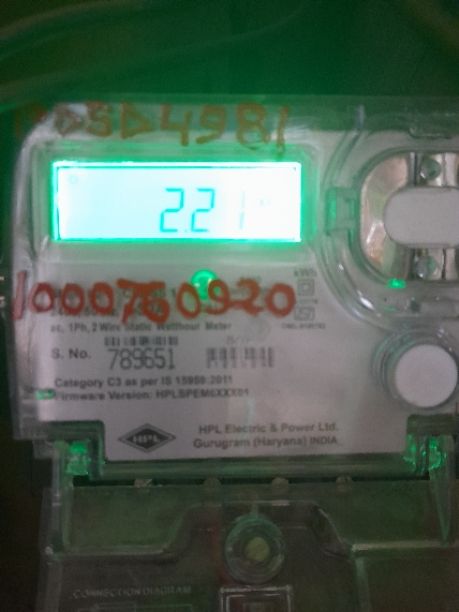 2.21
kWh
1000760920
ac, 1Ph, 2 Wire Static Watthour Meter
S. No. 789651
Category C3 as per IS 15959:2011
Firmware Version: HPLSPEM6XXX01
HPL
HPL Electric & Power Ltd.
Gurugram (Haryana) INDIA
CONNECTION DIAGRAM